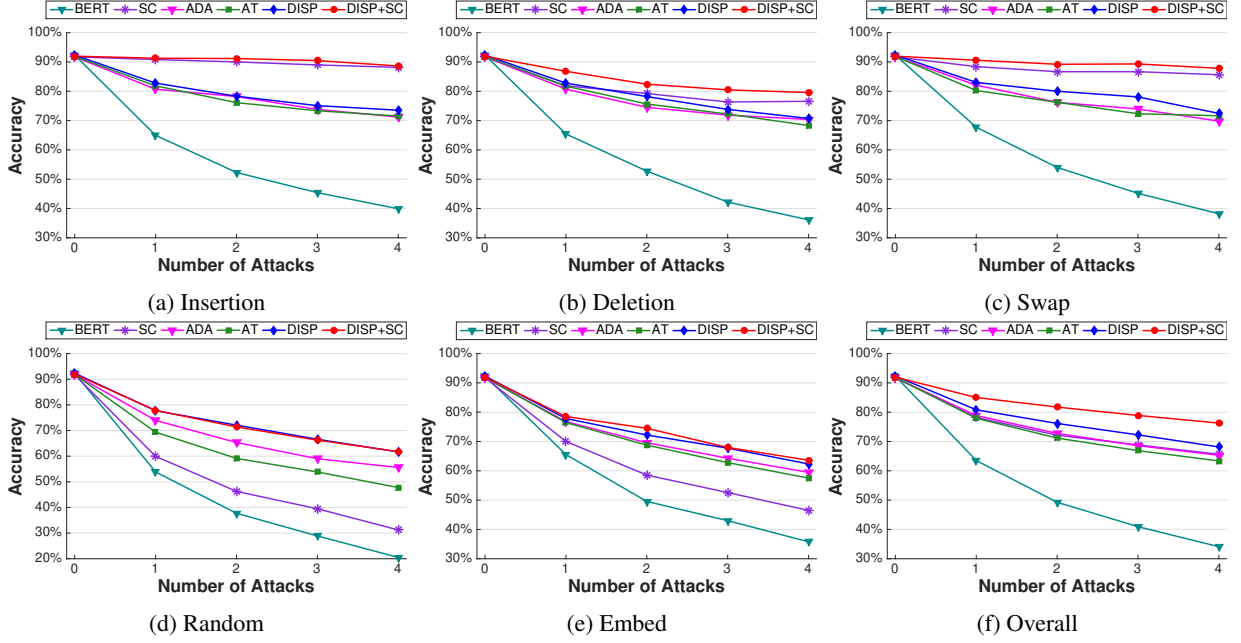 BERT SC ADA AT DISP DISP+SC
100%
90%
80%
70%
60%
50%
40%
30%
0 1 2 3 4
Accuracy
Number of Attacks
(a) Insertion
BERT SC ADA AT DISP DISP+SC
100%
90%
80%
70%
60%
50%
40%
30%
0 1 2 3 4
Accuracy
Number of Attacks
(b) Deletion
BERT SC ADA AT DISP DISP+SC
100%
90%
80%
70%
60%
50%
40%
30%
0 1 2 3 4
Accuracy
Number of Attacks
(c) Swap
BERT SC ADA AT DISP DISP+SC
100%
90%
80%
70%
60%
50%
40%
30%
20%
0 1 2 3 4
Accuracy
Number of Attacks
(d) Random
BERT SC ADA AT DISP DISP+SC
100%
90%
80%
70%
60%
50%
40%
30%
0 1 2 3 4
Accuracy
Number of Attacks
(e) Embed
BERT SC ADA AT DISP DISP+SC
100%
90%
80%
70%
60%
50%
40%
30%
0 1 2 3 4
Accuracy
Number of Attacks
(f) Overall